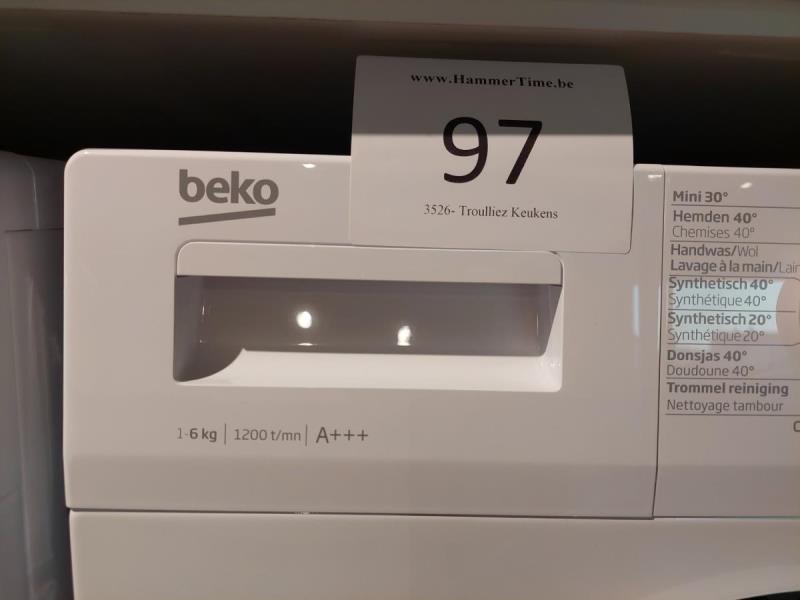 www.HammerTime.be
97
3526- Troulliez Keukens
beko
Mini 30°
Hemden 40°
Chemises 40°
Handwas/Wol
Lavage à la main/Lain
Synthetisch 40°
Synthétique 40°
Synthetisch 20°
Synthétique 20°
Donsjas 40°
Doudoune 40°
Trommel reiniging
Nettoyage tambour
1-6 kg | 1200 t/mn | A+++